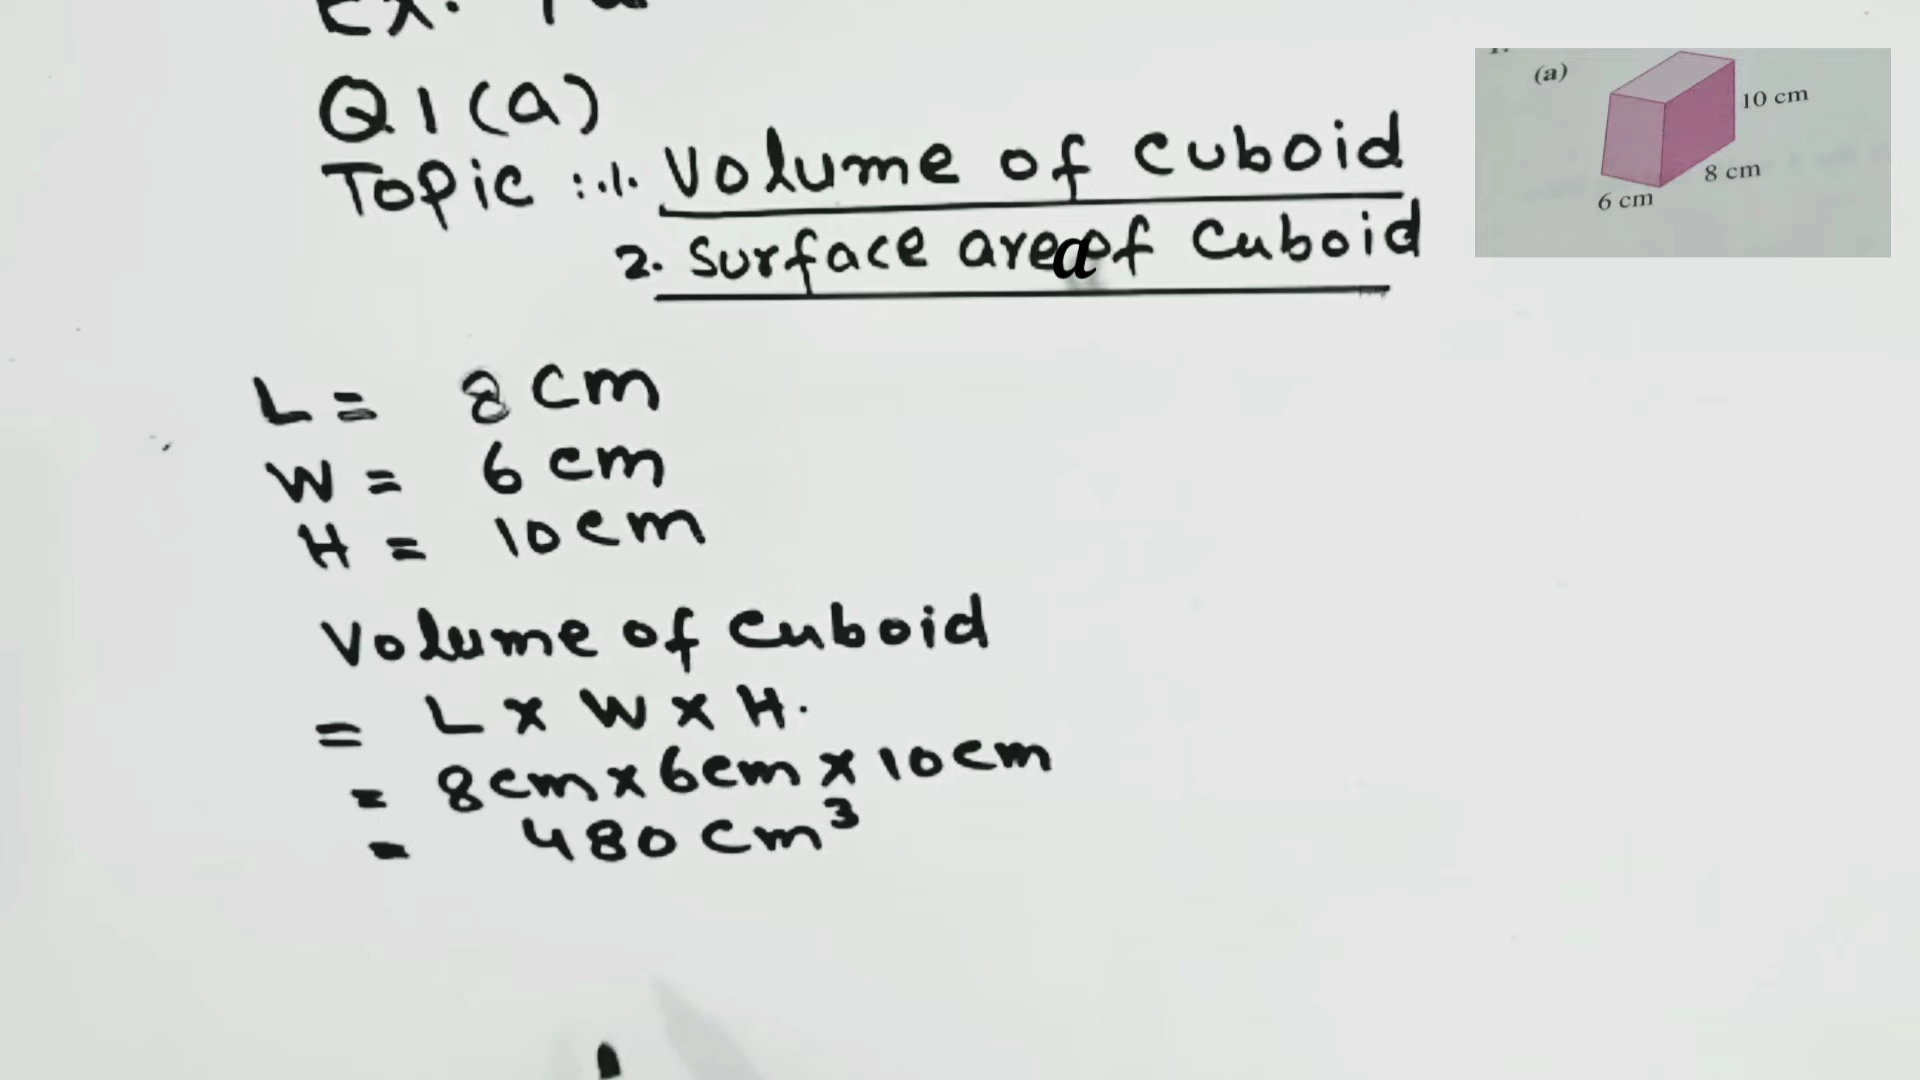 Q1(a)
Topic :. 1. Volume of cuboid
2. Surface area of Cuboid
L = 8 cm
W = 6 cm
H = 10 cm
Volume of cuboid
= L × W × H.
= 8cm × 6cm × 10cm
= 480 cm³
(a)
10 cm
8 cm
6 cm